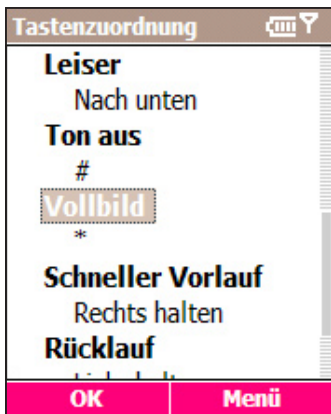 Tastenzuordnung
Leiser
Nach unten
Ton aus
#
Vollbild
*
Schneller Vorlauf
Rechts halten
Rücklauf
OK Menü